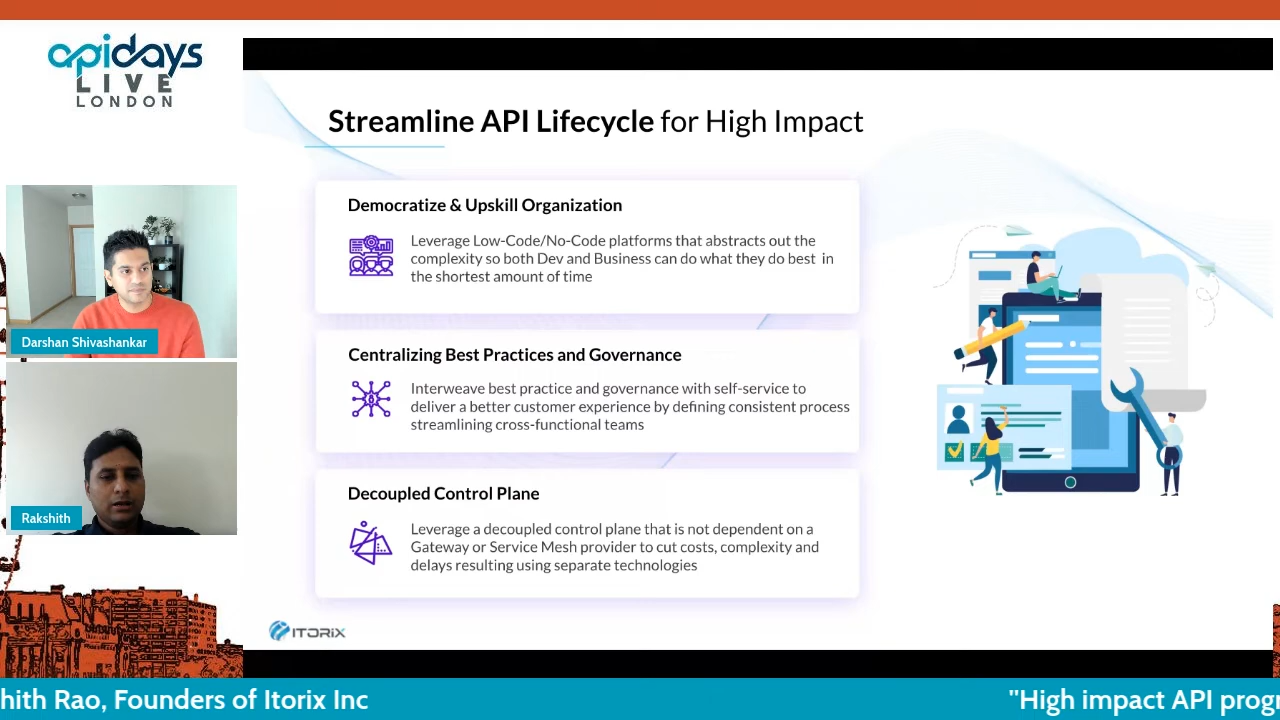 apidays
LIVE
LONDON
Streamline API Lifecycle for High Impact
Democratize & Upskill Organization
Leverage Low-Code/No-Code platforms that abstracts out the
complexity so both Dev and Business can do what they do best in
the shortest amount of time
Centralizing Best Practices and Governance
Interweave best practice and governance with self-service to
deliver a better customer experience by defining consistent process
streamlining cross-functional teams
Decoupled Control Plane
Leverage a decoupled control plane that is not dependent on a
Gateway or Service Mesh provider to cut costs, complexity and
delays resulting using separate technologies
ITORIX
Darshan Shivashankar
Rakshith
hith Rao, Founders of Itorix Inc
"High impact API progr